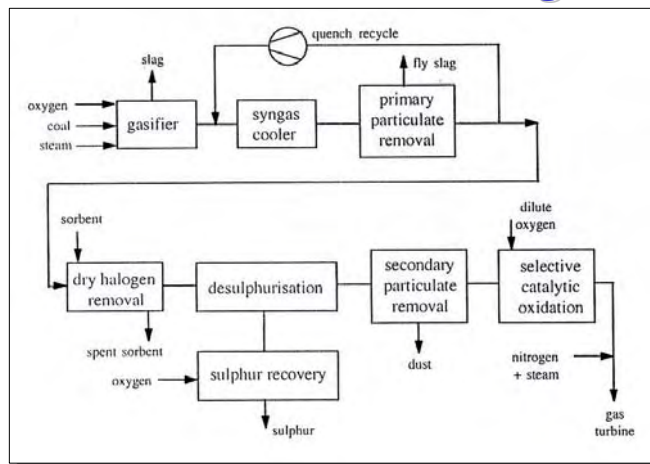 quench recycle
slag
fly slag
oxygen
coal
steam
gasifier
syngas
cooler
primary
particulate
removal
sorbent
dilute
oxygen
dry halogen
removal
desulphurisation
secondary
particulate
removal
selective
catalytic
oxidation
spent sorbent
oxygen
sulphur recovery
dust
nitrogen
+ steam
sulphur
gas
turbine